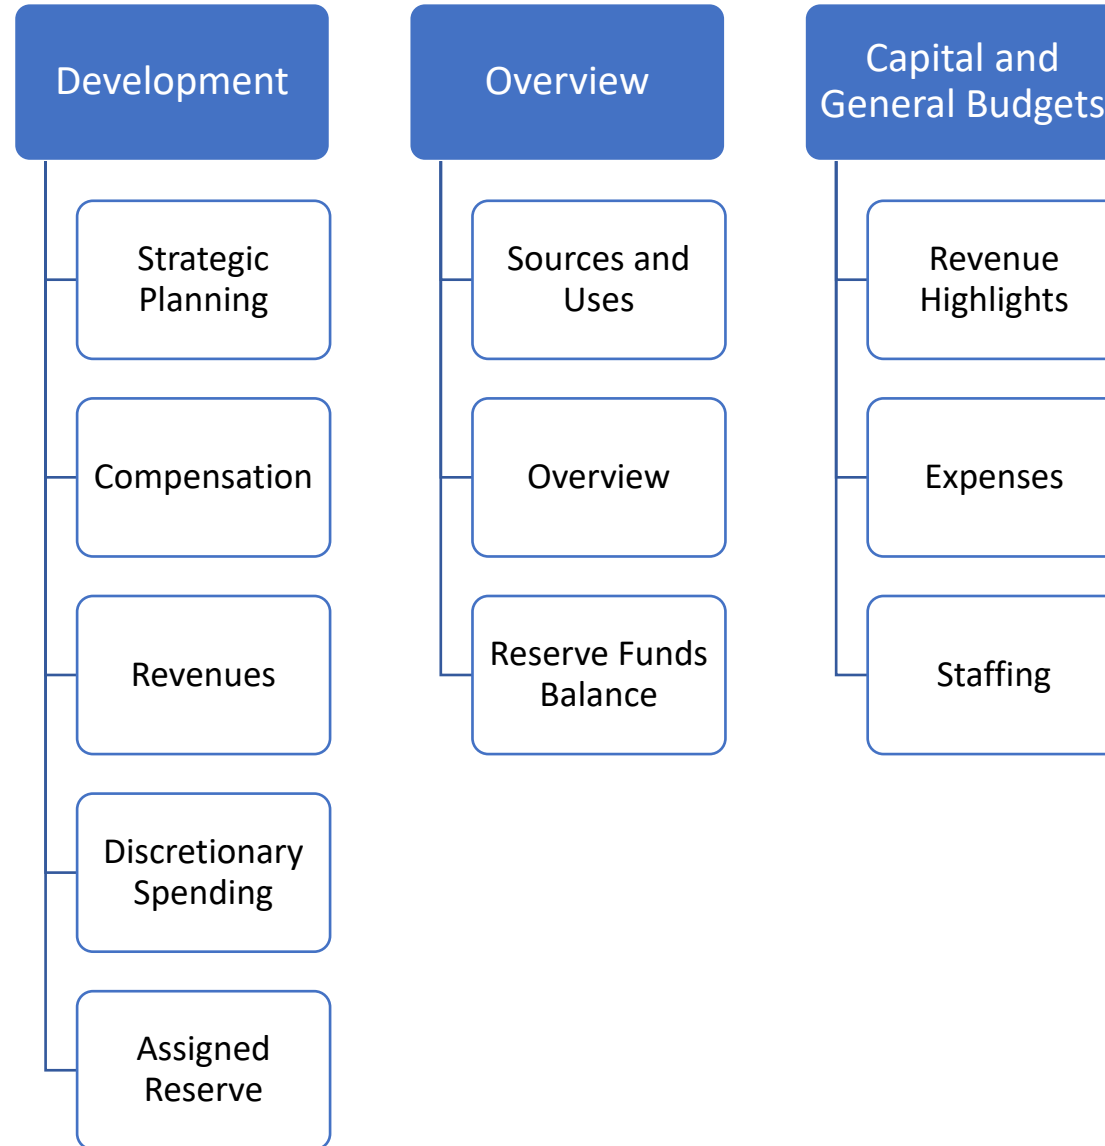 Development
Strategic
Planning
Compensation
Revenues
Discretionary
Spending
Assigned
Reserve
Overview
Sources and
Uses
Overview
Reserve Funds
Balance
Capital and
General Budgets
Revenue
Highlights
Expenses
Staffing